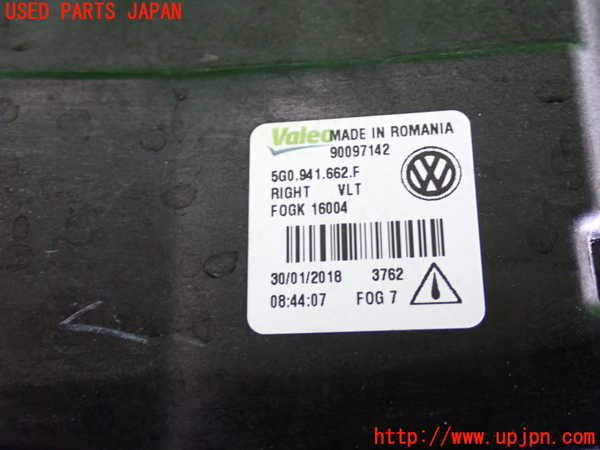 USED PARTS JAPAN
Valeo MADE IN ROMANIA
90097142
5G0.941.662.F
RIGHT VLT
FOGK 16004
30/01/2018 3762
08:44:07 FOG 7
http://www.upjpn.com/